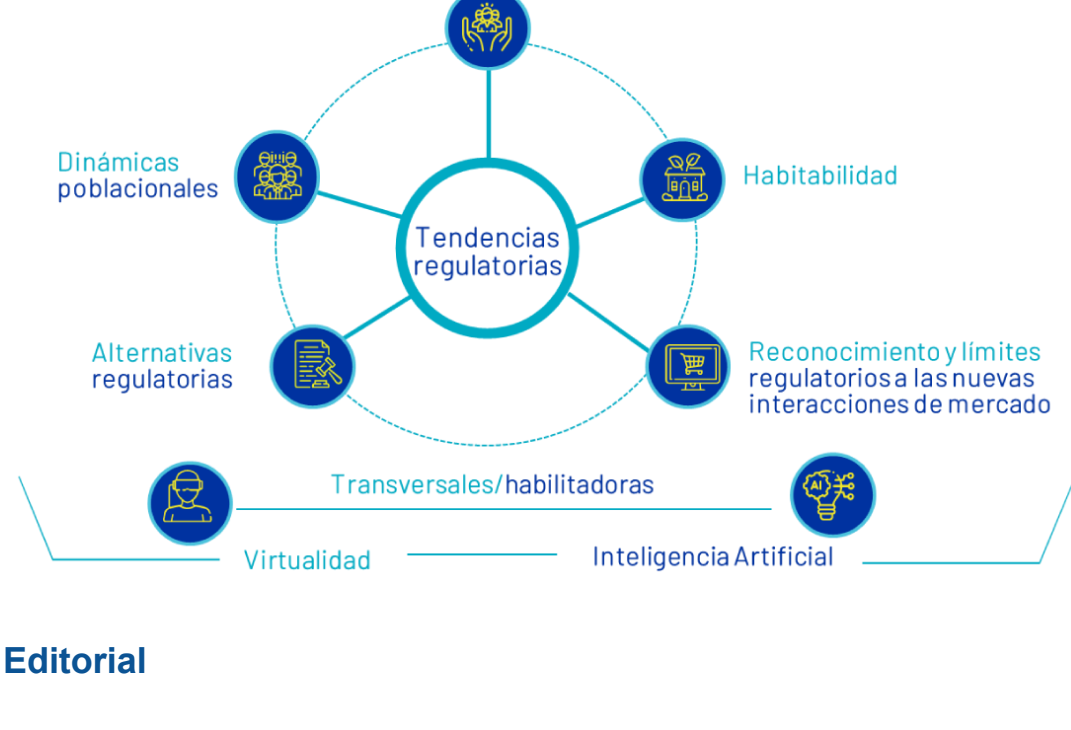 Dinámicas
poblacionales
Habitabilidad
Tendencias
regulatorias
Alternativas
regulatorias
Reconocimiento y límites
regulatorios a las nuevas
interacciones de mercado
Transversales/habilitadoras
AI
Virtualidad
Inteligencia Artificial
Editorial